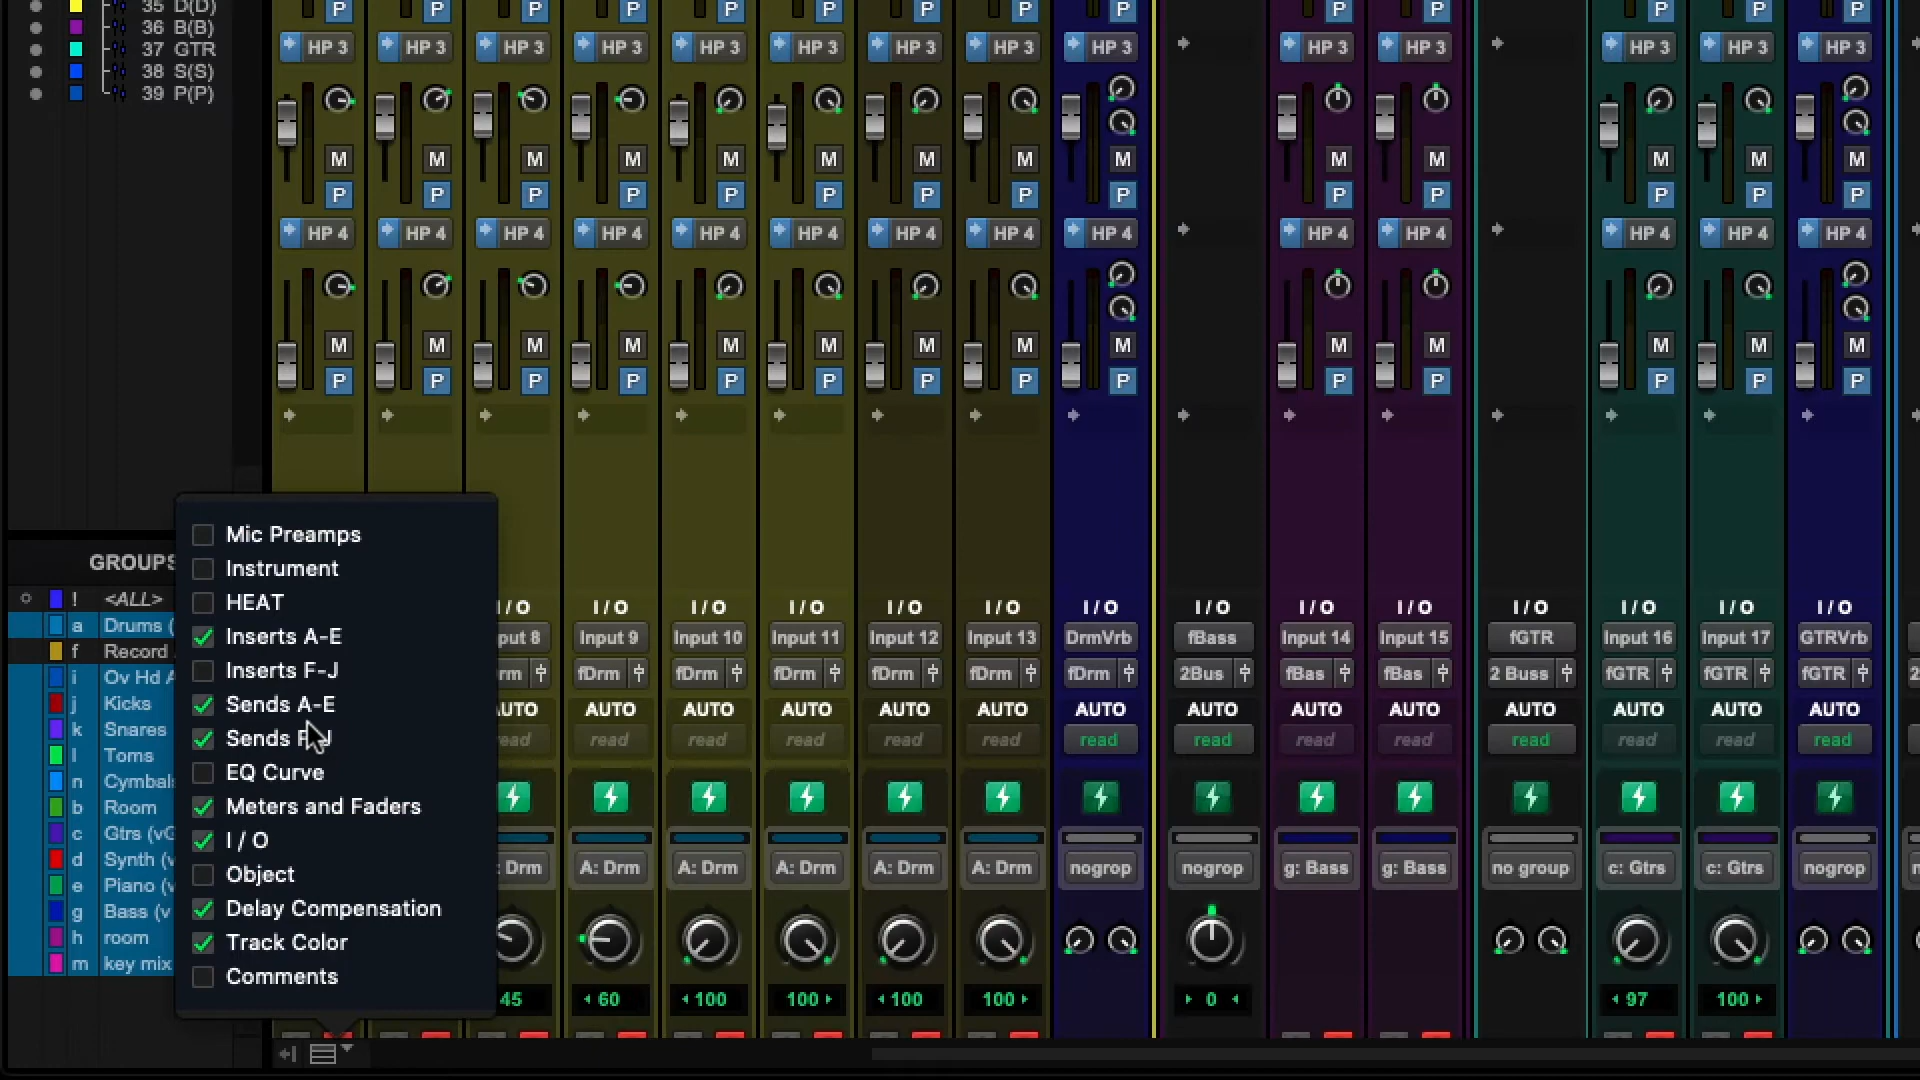 35 D(D)
36 B(B)
37 GTR
38 S(S)
39 P(P)
P P P P P P P P P P P P P P
HP 3 HP 3 HP 3 HP 3 HP 3 HP 3 HP 3 HP 3 HP 3 HP 3 HP 3 HP 3 HP 3 HP 3
M M M M M M M M M M M M M M
P P P P P P P P P P P P P P
HP 4 HP 4 HP 4 HP 4 HP 4 HP 4 HP 4 HP 4 HP 4 HP 4 HP 4 HP 4 HP 4 HP 4
M M M M M M M M M M M M M M
P P P P P P P P P P P P P P
GROUPS
! <ALL>
a Drums (
f Record
i Ov Hd A
j Kicks
k Snares
l Toms
n Cymbals
b Room
c Gtrs (vG
d Synth (v
e Piano (v
g Bass (v
h room
m key mix
Mic Preamps
Instrument
HEAT
Inserts A-E
Inserts F-J
Sends A-E
Sends F-J
EQ Curve
Meters and Faders
I / O
Object
Delay Compensation
Track Color
Comments
I / O I / O I / O I / O I / O I / O I / O I / O I / O I / O I / O I / O I / O I / O
put 8 Input 9 Input 10 Input 11 Input 12 Input 13 DrmVrb fBass Input 14 Input 15 fGTR Input 16 Input 17 GTRVrb
rm fDrm fDrm fDrm fDrm fDrm fDrm 2Bus fBas fBas 2 Buss fGTR fGTR fGTR
AUTO AUTO AUTO AUTO AUTO AUTO AUTO AUTO AUTO AUTO AUTO AUTO AUTO AUTO
read read read read read read read read read read read read read read
: Drm A: Drm A: Drm A: Drm A: Drm A: Drm nogrop nogrop g: Bass g: Bass no group c: Gtrs c: Gtrs nogrop
45 60 100 100 100 100 0 97 100